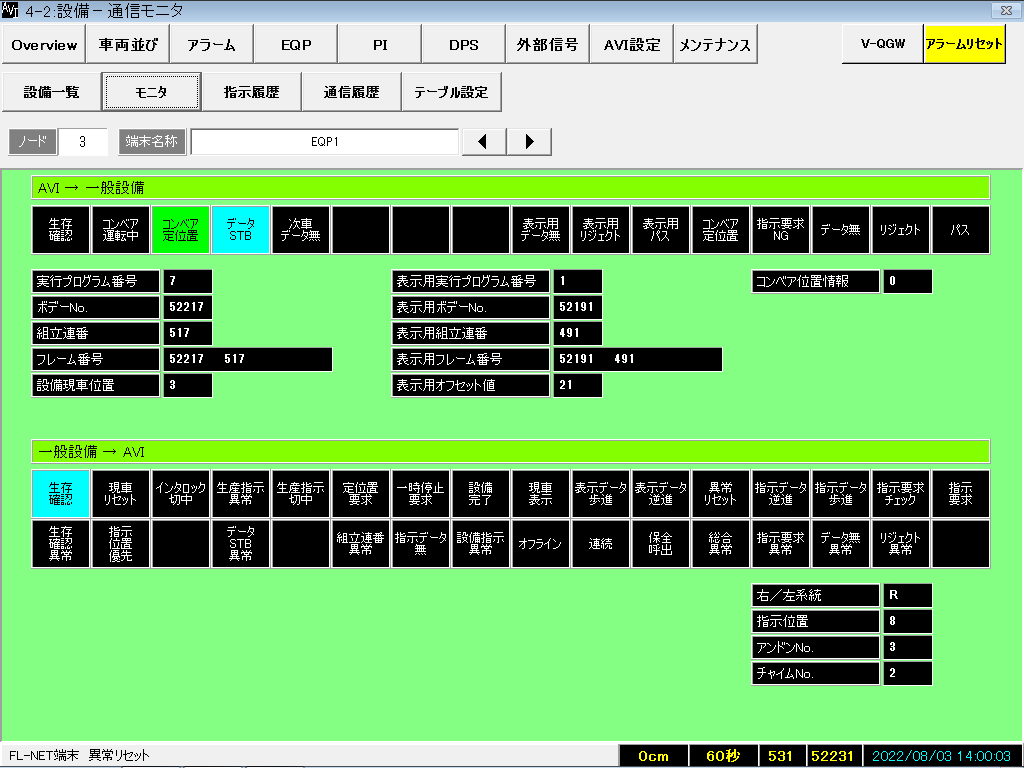 AVI 4-2:設備 − 通信モニタ
Overview 車両並び アラーム EQP PI DPS 外部信号 AVI設定 メンテナンス V-QGW アラームリセット
設備一覧 モニタ 指示履歴 通信履歴 テーブル設定
ノード 3 端末名称 EQP1
AVI → 一般設備
生存 コンベア コンベア データ 次車 表示用 表示用 表示用 コンベア 指示要求 データ無 リジェクト パス
確認 運転中 定位置 STB データ無 データ無 リジェクト パス 定位置 NG
実行プログラム番号 7 表示用実行プログラム番号 1 コンベア位置情報 0
ボデーNo. 52217 表示用ボデーNo. 52191
組立連番 517 表示用組立連番 491
フレーム番号 52217 517 表示用フレーム番号 52191 491
設備現車位置 3 表示用オフセット値 21
一般設備 → AVI
生存 現車 インタロック 生産指示 生産指示 定位置 一時停止 設備 現車 表示データ 表示データ 異常 指示データ 指示データ 指示要求 指示
確認 リセット 切中 異常 切中 要求 要求 完了 表示 歩進 逆進 リセット 逆進 歩進 チェック 要求
生存 指示 データ 組立連番 指示データ 設備指示 オフライン 連続 保全 総合 指示要求 データ無 リジェクト
確認 位置 STB 異常 無 異常 呼出 異常 異常 異常 異常
異常 優先 異常
右／左系統 R
指示位置 8
アンドンNo. 3
チャイムNo. 2
FL-NET端末 異常リセット 0cm 60秒 531 52231 2022/08/03 14:00:03